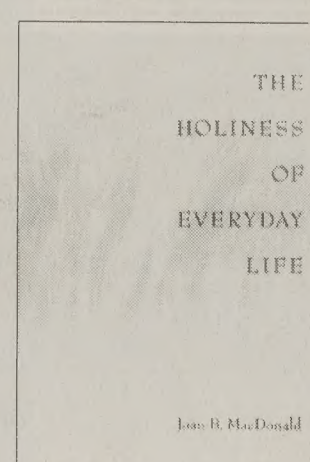 THE
HOLINESS
OF
EVERYDAY
LIFE
Joan B. MacDonald